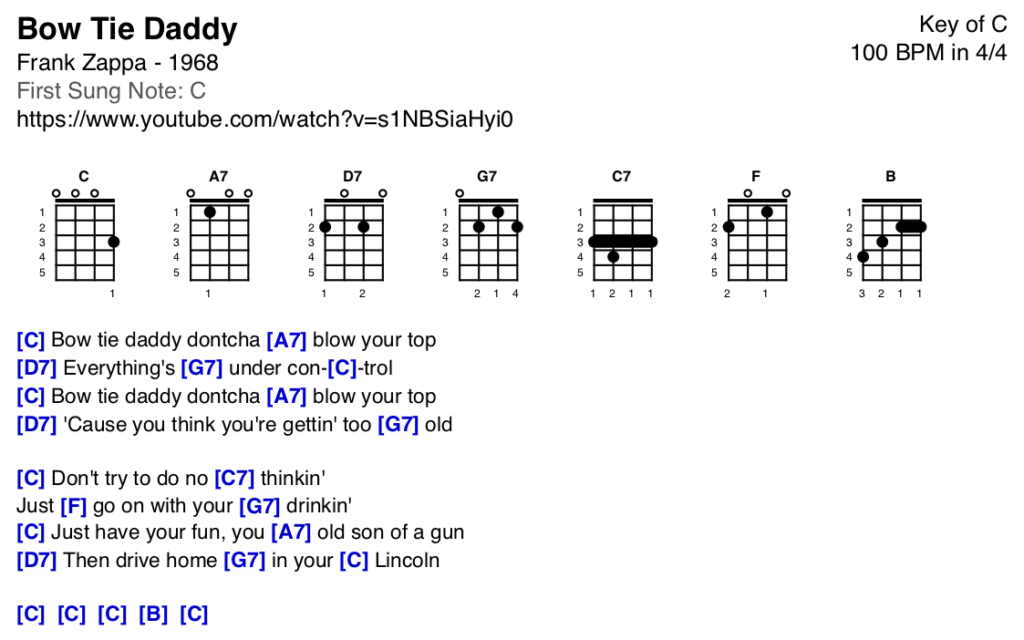 Bow Tie Daddy
Key of C
Frank Zappa - 1968
100 BPM in 4/4
First Sung Note: C
https://www.youtube.com/watch?v=s1NBSiaHyi0
C A7 D7 G7 C7 F B
1 1 1 1 1 1 1
2 2 2 2 2 2 2
3 3 3 3 3 3 3
4 4 4 4 4 4 4
5 5 5 5 5 5 5
1 1 1 2 2 1 4 1 2 1 1 2 1 3 2 1 1
[C] Bow tie daddy dontcha [A7] blow your top
[D7] Everything's [G7] under con-[C]-trol
[C] Bow tie daddy dontcha [A7] blow your top
[D7] 'Cause you think you're gettin' too [G7] old
[C] Don't try to do no [C7] thinkin'
Just [F] go on with your [G7] drinkin'
[C] Just have your fun, you [A7] old son of a gun
[D7] Then drive home [G7] in your [C] Lincoln
[C] [C] [C] [B] [C]